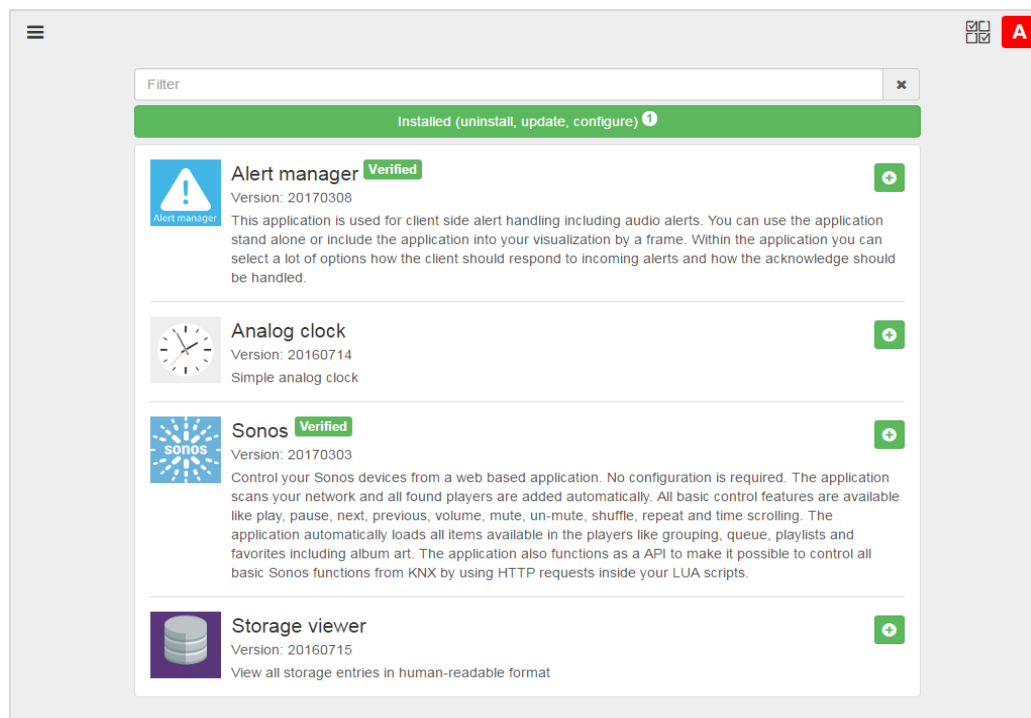 A
Filter
Installed (uninstall, update, configure) 1
Alert manager Verified
Alert manager
Version: 20170308
This application is used for client side alert handling including audio alerts. You can use the application
stand alone or include the application into your visualization by a frame. Within the application you can
select a lot of options how the client should respond to incoming alerts and how the acknowledge should
be handled.
Analog clock
Version: 20160714
Simple analog clock
Sonos Verified
SONOS
Version: 20170303
Control your Sonos devices from a web based application. No configuration is required. The application
scans your network and all found players are added automatically. All basic control features are available
like play, pause, next, previous, volume, mute, un-mute, shuffle, repeat and time scrolling. The
application automatically loads all items available in the players like grouping, queue, playlists and
favorites including album art. The application also functions as a API to make it possible to control all
basic Sonos functions from KNX by using HTTP requests inside your LUA scripts.
Storage viewer
Version: 20160715
View all storage entries in human-readable format